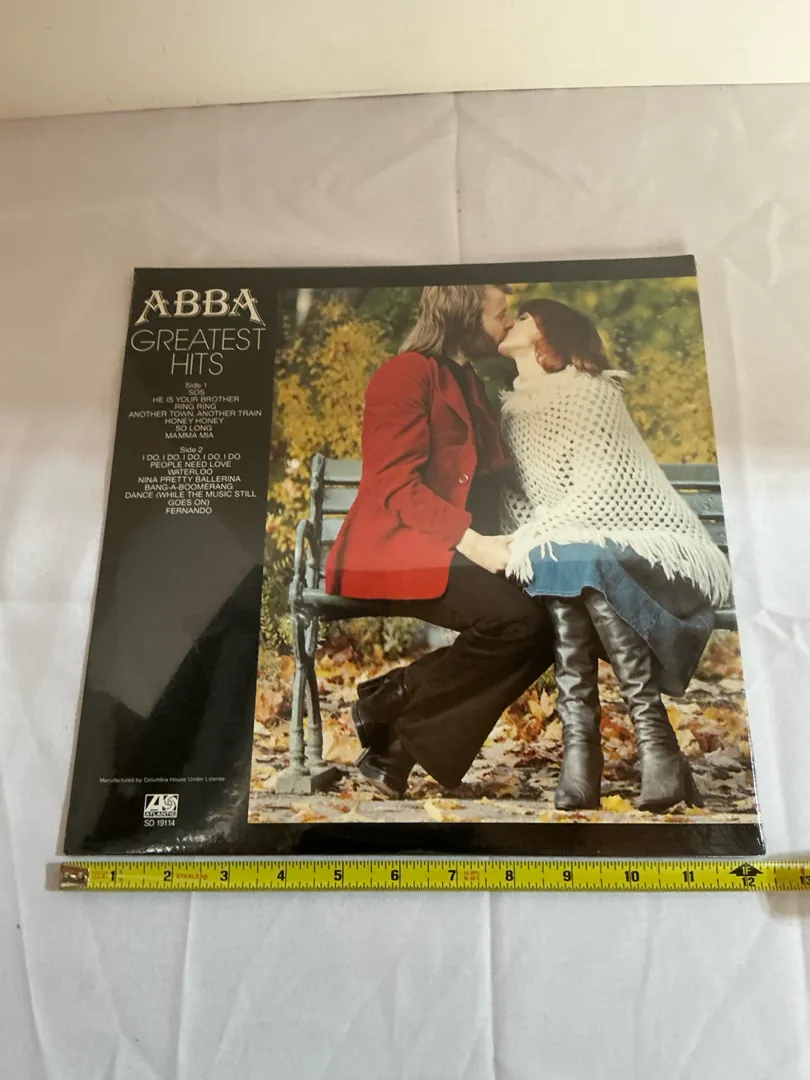 ABBA
GREATEST
HITS
Side 1
SOS
HE IS YOUR BROTHER
RING RING
ANOTHER TOWN, ANOTHER TRAIN
HONEY HONEY
SO LONG
MAMMA MIA
Side 2
I DO, I DO, I DO, I DO, I DO
PEOPLE NEED LOVE
WATERLOO
NINA PRETTY BALLERINA
BANG-A-BOOMERANG
DANCE (WHILE THE MUSIC STILL
GOES ON)
FERNANDO
Manufactured by Columbia House Under License
ATLANTIC
SD 19114
1 2 3 4 5 6 7 8 9 10 11 1F 12 13